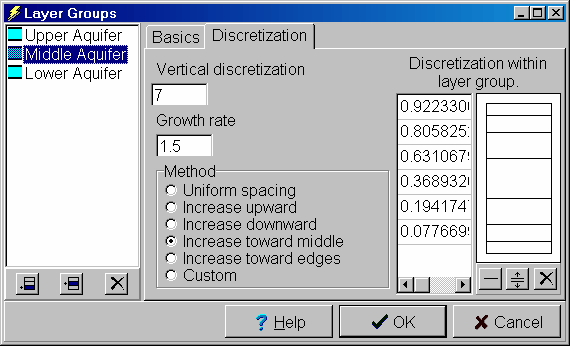 Layer Groups
Upper Aquifer
Middle Aquifer
Lower Aquifer
Basics
Discretization
Vertical discretization
7
Growth rate
1.5
Method
Uniform spacing
Increase upward
Increase downward
Increase toward middle
Increase toward edges
Custom
Discretization within
layer group.
0.922330
0.805825
0.631067
0.368932
0.194174
0.077669
? Help
OK
Cancel